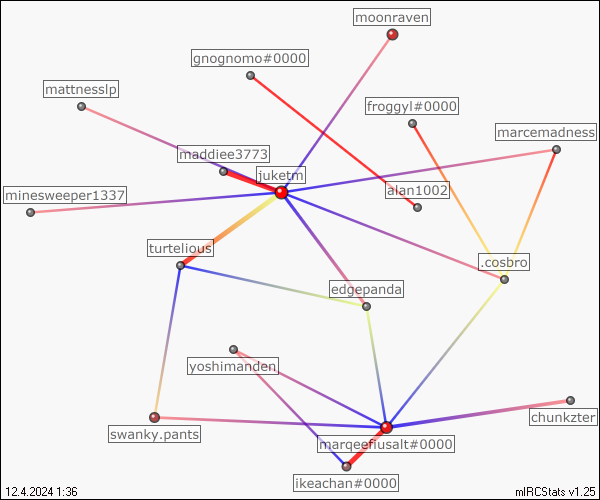 moonraven
gnognomo#0000
mattnesslp
froggyl#0000
marcemadness
maddiee3773
juketm
alan1002
minesweeper1337
turtelious
.cosbro
edgepanda
yoshimanden
chunkzter
swanky.pants
marqeefiusalt#0000
ikeachan#0000
12.4.2024 1:36
mIRCStats v1.25